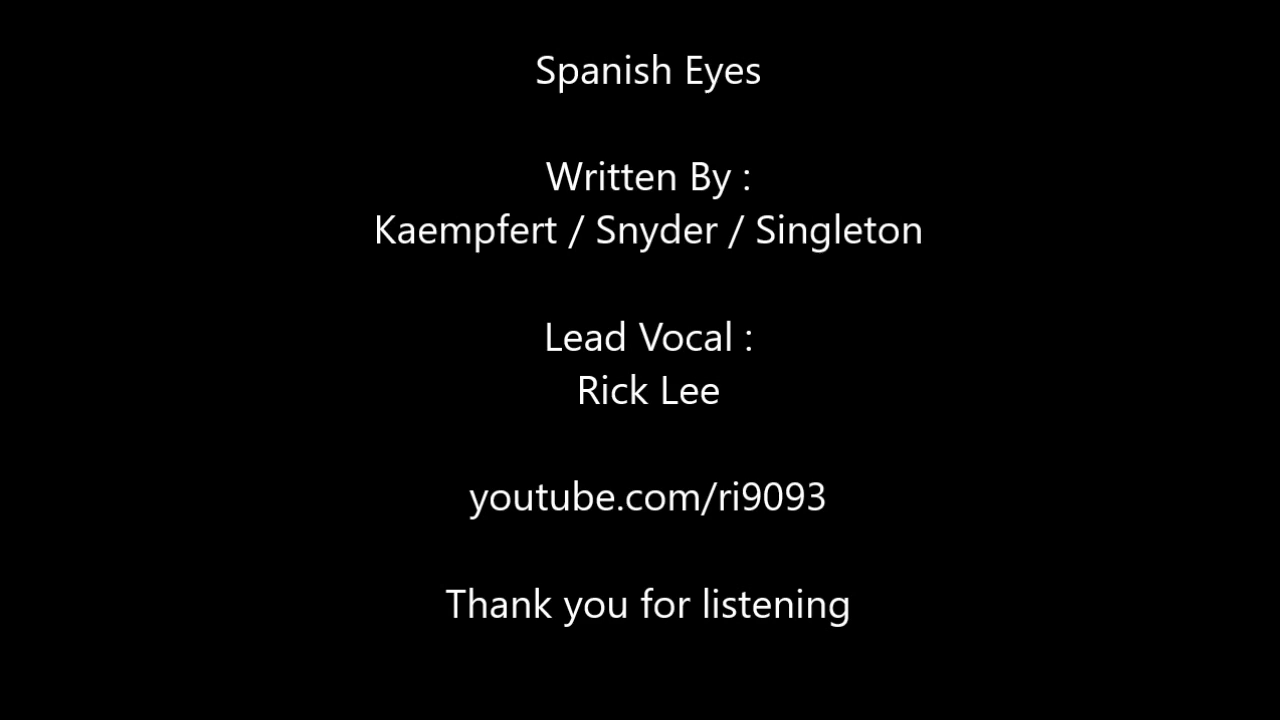 Spanish Eyes
Written By :
Kaempfert / Snyder / Singleton
Lead Vocal :
Rick Lee
youtube.com/ri9093
Thank you for listening